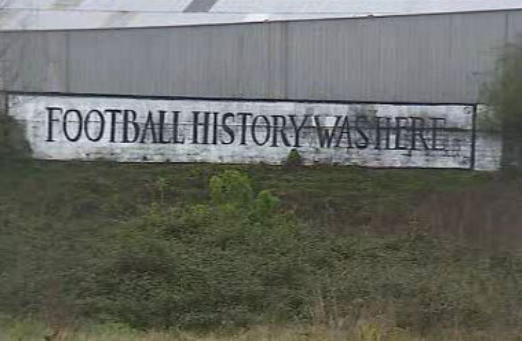 FOOTBALL HISTORY WAS HERE